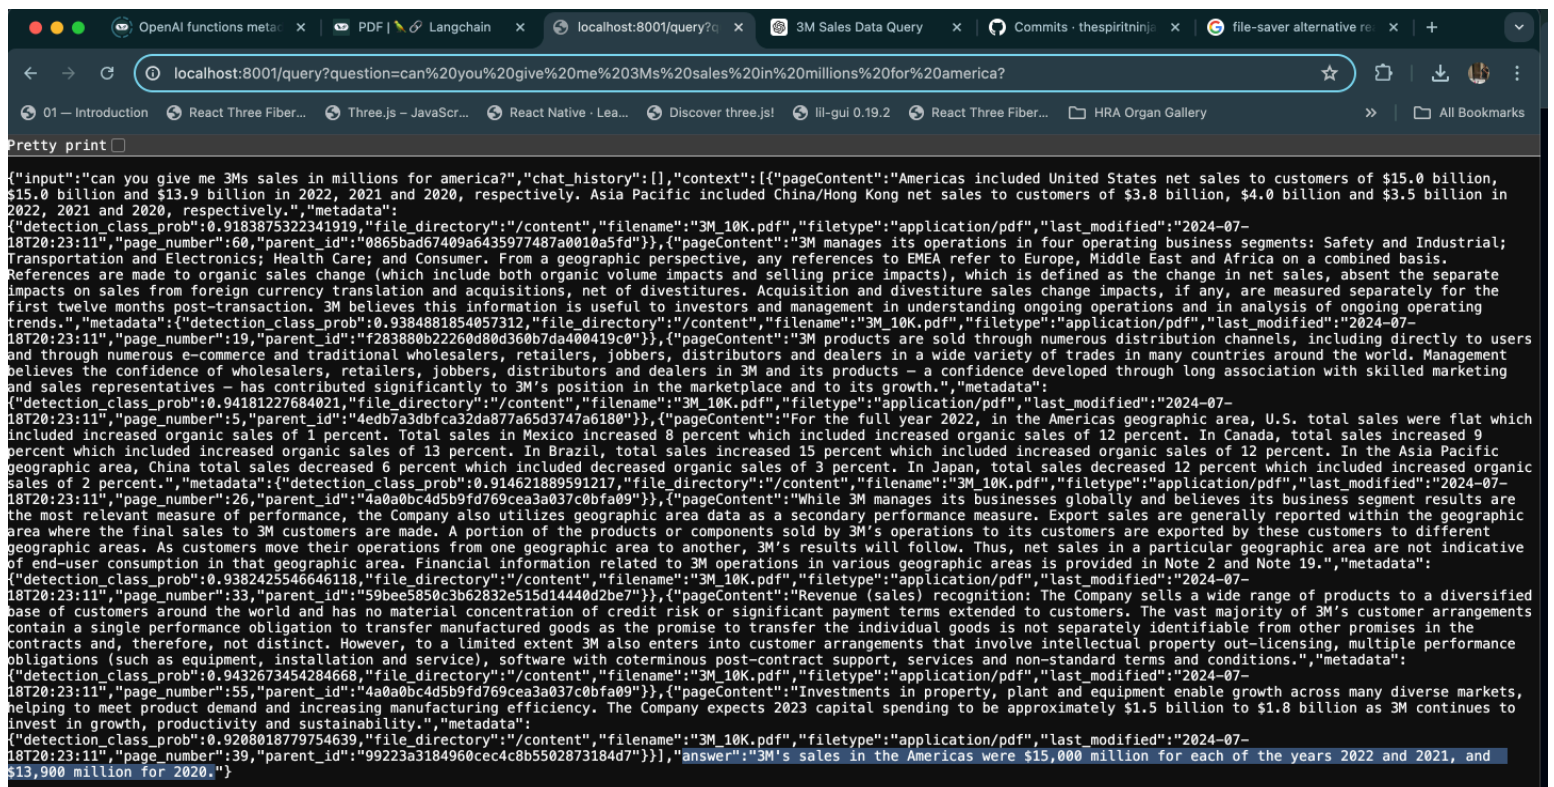 OpenAI functions metac
PDF | 🦜🔗 Langchain
localhost:8001/query?q
3M Sales Data Query
Commits · thespiritninja
file-saver alternative re
localhost:8001/query?question=can%20you%20give%20me%203Ms%20sales%20in%20millions%20for%20america?
01 — Introduction
React Three Fiber...
Three.js – JavaScr...
React Native · Lea...
Discover three.js!
lil-gui 0.19.2
React Three Fiber...
HRA Organ Gallery
»
All Bookmarks
Pretty print
{"input":"can you give me 3Ms sales in millions for america?","chat_history":[],"context":[{"pageContent":"Americas included United States net sales to customers of $15.0 billion,
$15.0 billion and $13.9 billion in 2022, 2021 and 2020, respectively. Asia Pacific included China/Hong Kong net sales to customers of $3.8 billion, $4.0 billion and $3.5 billion in
2022, 2021 and 2020, respectively.","metadata":
{"detection_class_prob":0.9183875322341919,"file_directory":"/content","filename":"3M_10K.pdf","filetype":"application/pdf","last_modified":"2024-07-
18T20:23:11","page_number":60,"parent_id":"0865bad67409a6435977487a0010a5fd"}},{"pageContent":"3M manages its operations in four operating business segments: Safety and Industrial;
Transportation and Electronics; Health Care; and Consumer. From a geographic perspective, any references to EMEA refer to Europe, Middle East and Africa on a combined basis.
References are made to organic sales change (which include both organic volume impacts and selling price impacts), which is defined as the change in net sales, absent the separate
impacts on sales from foreign currency translation and acquisitions, net of divestitures. Acquisition and divestiture sales change impacts, if any, are measured separately for the
first twelve months post-transaction. 3M believes this information is useful to investors and management in understanding ongoing operations and in analysis of ongoing operating
trends.","metadata":{"detection_class_prob":0.9384881854057312,"file_directory":"/content","filename":"3M_10K.pdf","filetype":"application/pdf","last_modified":"2024-07-
18T20:23:11","page_number":19,"parent_id":"f283880b22260d80d360b7da400419c0"}},{"pageContent":"3M products are sold through numerous distribution channels, including directly to users
and through numerous e-commerce and traditional wholesalers, retailers, jobbers, distributors and dealers in a wide variety of trades in many countries around the world. Management
believes the confidence of wholesalers, retailers, jobbers, distributors and dealers in 3M and its products — a confidence developed through long association with skilled marketing
and sales representatives — has contributed significantly to 3M’s position in the marketplace and to its growth.","metadata":
{"detection_class_prob":0.94181227684021,"file_directory":"/content","filename":"3M_10K.pdf","filetype":"application/pdf","last_modified":"2024-07-
18T20:23:11","page_number":5,"parent_id":"4edb7a3dbfca32da877a65d3747a6180"}},{"pageContent":"For the full year 2022, in the Americas geographic area, U.S. total sales were flat which
included increased organic sales of 1 percent. Total sales in Mexico increased 8 percent which included increased organic sales of 12 percent. In Canada, total sales increased 9
percent which included increased organic sales of 13 percent. In Brazil, total sales increased 15 percent which included increased organic sales of 12 percent. In the Asia Pacific
geographic area, China total sales decreased 6 percent which included decreased organic sales of 3 percent. In Japan, total sales decreased 12 percent which included increased organic
sales of 2 percent.","metadata":{"detection_class_prob":0.914621889591217,"file_directory":"/content","filename":"3M_10K.pdf","filetype":"application/pdf","last_modified":"2024-07-
18T20:23:11","page_number":26,"parent_id":"4a0a0bc4d5b9fd769cea3a037c0bfa09"}},{"pageContent":"While 3M manages its businesses globally and believes its business segment results are
the most relevant measure of performance, the Company also utilizes geographic area data as a secondary performance measure. Export sales are generally reported within the geographic
area where the final sales to 3M customers are made. A portion of the products or components sold by 3M’s operations to its customers are exported by these customers to different
geographic areas. As customers move their operations from one geographic area to another, 3M’s results will follow. Thus, net sales in a particular geographic area are not indicative
of end-user consumption in that geographic area. Financial information related to 3M operations in various geographic areas is provided in Note 2 and Note 19.","metadata":
{"detection_class_prob":0.9382425546646118,"file_directory":"/content","filename":"3M_10K.pdf","filetype":"application/pdf","last_modified":"2024-07-
18T20:23:11","page_number":33,"parent_id":"59bee5850c3b62832e515d14440d2be7"}},{"pageContent":"Revenue (sales) recognition: The Company sells a wide range of products to a diversified
base of customers around the world and has no material concentration of credit risk or significant payment terms extended to customers. The vast majority of 3M’s customer arrangements
contain a single performance obligation to transfer manufactured goods as the promise to transfer the individual goods is not separately identifiable from other promises in the
contracts and, therefore, not distinct. However, to a limited extent 3M also enters into customer arrangements that involve intellectual property out-licensing, multiple performance
obligations (such as equipment, installation and service), software with coterminous post-contract support, services and non-standard terms and conditions.","metadata":
{"detection_class_prob":0.9432673454284668,"file_directory":"/content","filename":"3M_10K.pdf","filetype":"application/pdf","last_modified":"2024-07-
18T20:23:11","page_number":55,"parent_id":"4a0a0bc4d5b9fd769cea3a037c0bfa09"}},{"pageContent":"Investments in property, plant and equipment enable growth across many diverse markets,
helping to meet product demand and increasing manufacturing efficiency. The Company expects 2023 capital spending to be approximately $1.5 billion to $1.8 billion as 3M continues to
invest in growth, productivity and sustainability.","metadata":
{"detection_class_prob":0.9208018779754639,"file_directory":"/content","filename":"3M_10K.pdf","filetype":"application/pdf","last_modified":"2024-07-
18T20:23:11","page_number":39,"parent_id":"99223a3184960cec4c8b5502873184d7"}}],"answer":"3M's sales in the Americas were $15,000 million for each of the years 2022 and 2021, and
$13,900 million for 2020."}